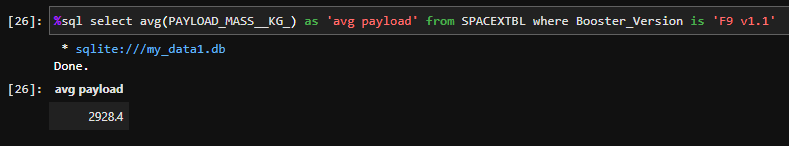 [26]: %sql select avg(PAYLOAD_MASS__KG_) as 'avg payload' from SPACEXTBL where Booster_Version is 'F9 v1.1'
* sqlite:///my_data1.db
Done.
[26]: avg payload
2928.4